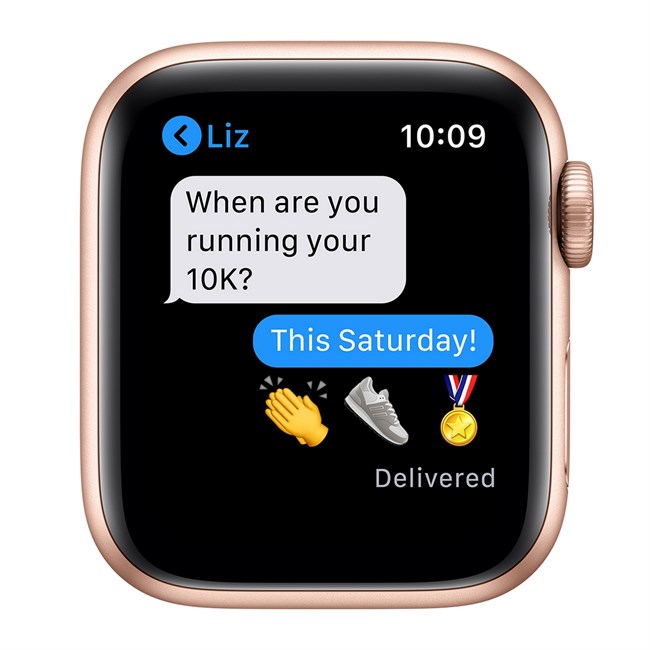 Liz 10:09
When are you
running your
10K?
This Saturday!
Delivered